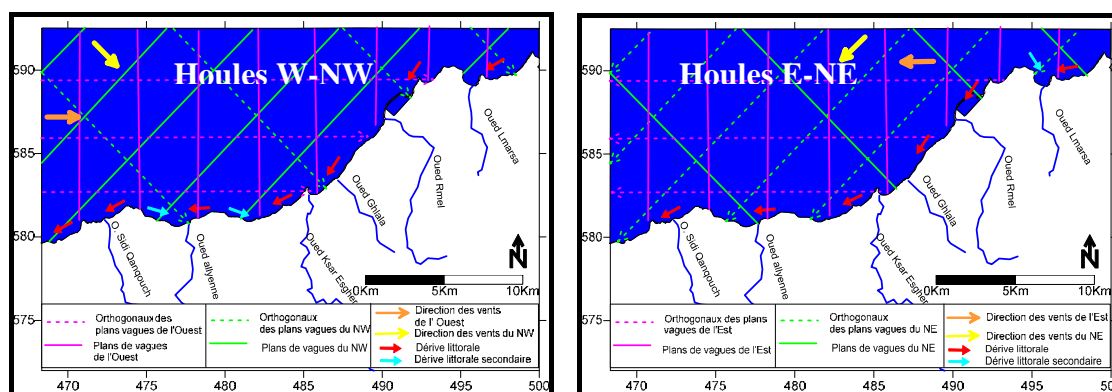 Houles W-NW
590
585
580
575
O. Sidi Qanqouch
Oued allyenne
Oued Ksar Esgher
Oued Ghlala
Oued Rmel
Oued Lmarsa
N
0Km 5Km 10Km
Orthogonaux des
plans vagues de l'Ouest
Plans de vagues
de l'Ouest
Orthogonaux
des plans vagues du NW
Plans de vagues du NW
Direction des vents
de l' Ouest
Direction des vents du NW
Dérive littorale
Dérive littorale secondaire
470 475 480 485 490 495 500
Houles E-NE
590
585
580
575
O. Sidi Qanqouch
Oued allyenne
Oued Ksar Esgher
Oued Ghlala
Oued Rmel
Oued Lmarsa
N
0Km 5Km 10Km
Orthogonaux des plans
vagues de l'Est
Plans de vagues de l'Est
Orthogonaux
des plans vagues du NE
Plans de vagues du NE
Direction des vents de l'Est
Direction des vents du NE
Dérive littorale
Dérive littorale secondaire
470 475 480 485 490 495 500